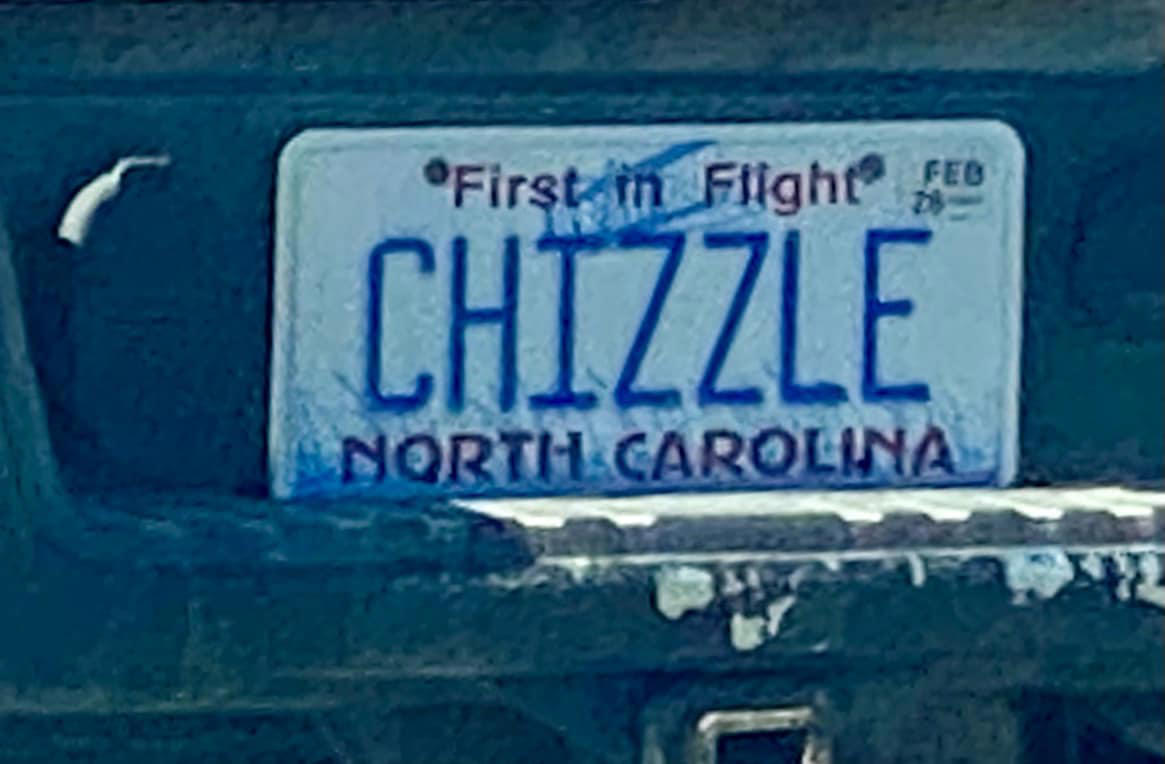 First in Flight
FEB
CHIZZLE
NORTH CAROLINA